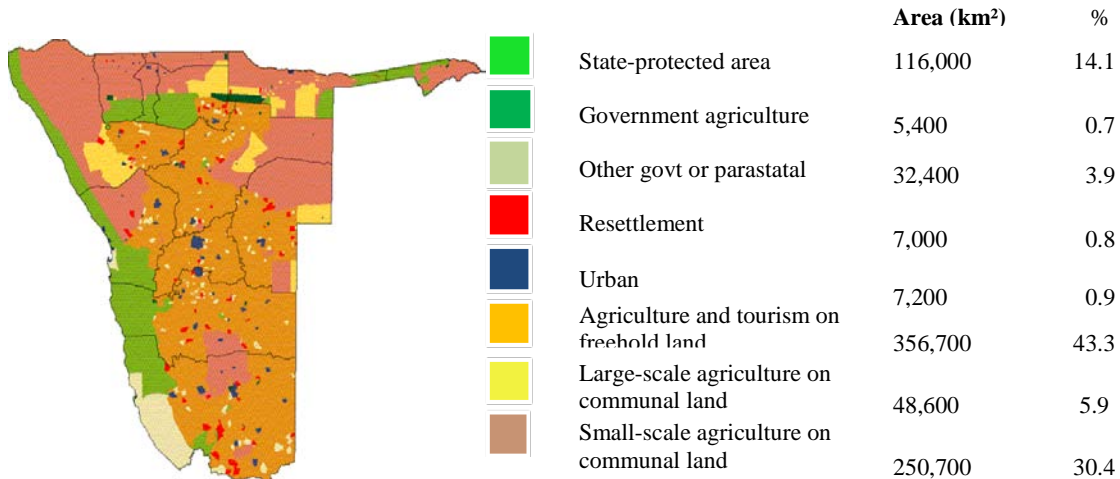 Area (km²) %
State-protected area 116,000 14.1
Government agriculture 5,400 0.7
Other govt or parastatal 32,400 3.9
Resettlement 7,000 0.8
Urban 7,200 0.9
Agriculture and tourism on
freehold land 356,700 43.3
Large-scale agriculture on
communal land 48,600 5.9
Small-scale agriculture on
communal land 250,700 30.4